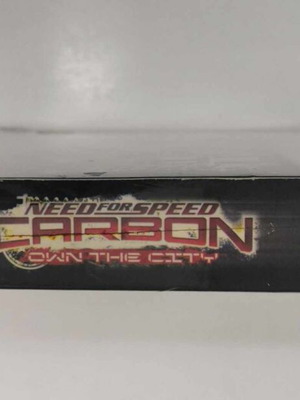 NEED FOR SPEED
CARBON
OWN THE CITY